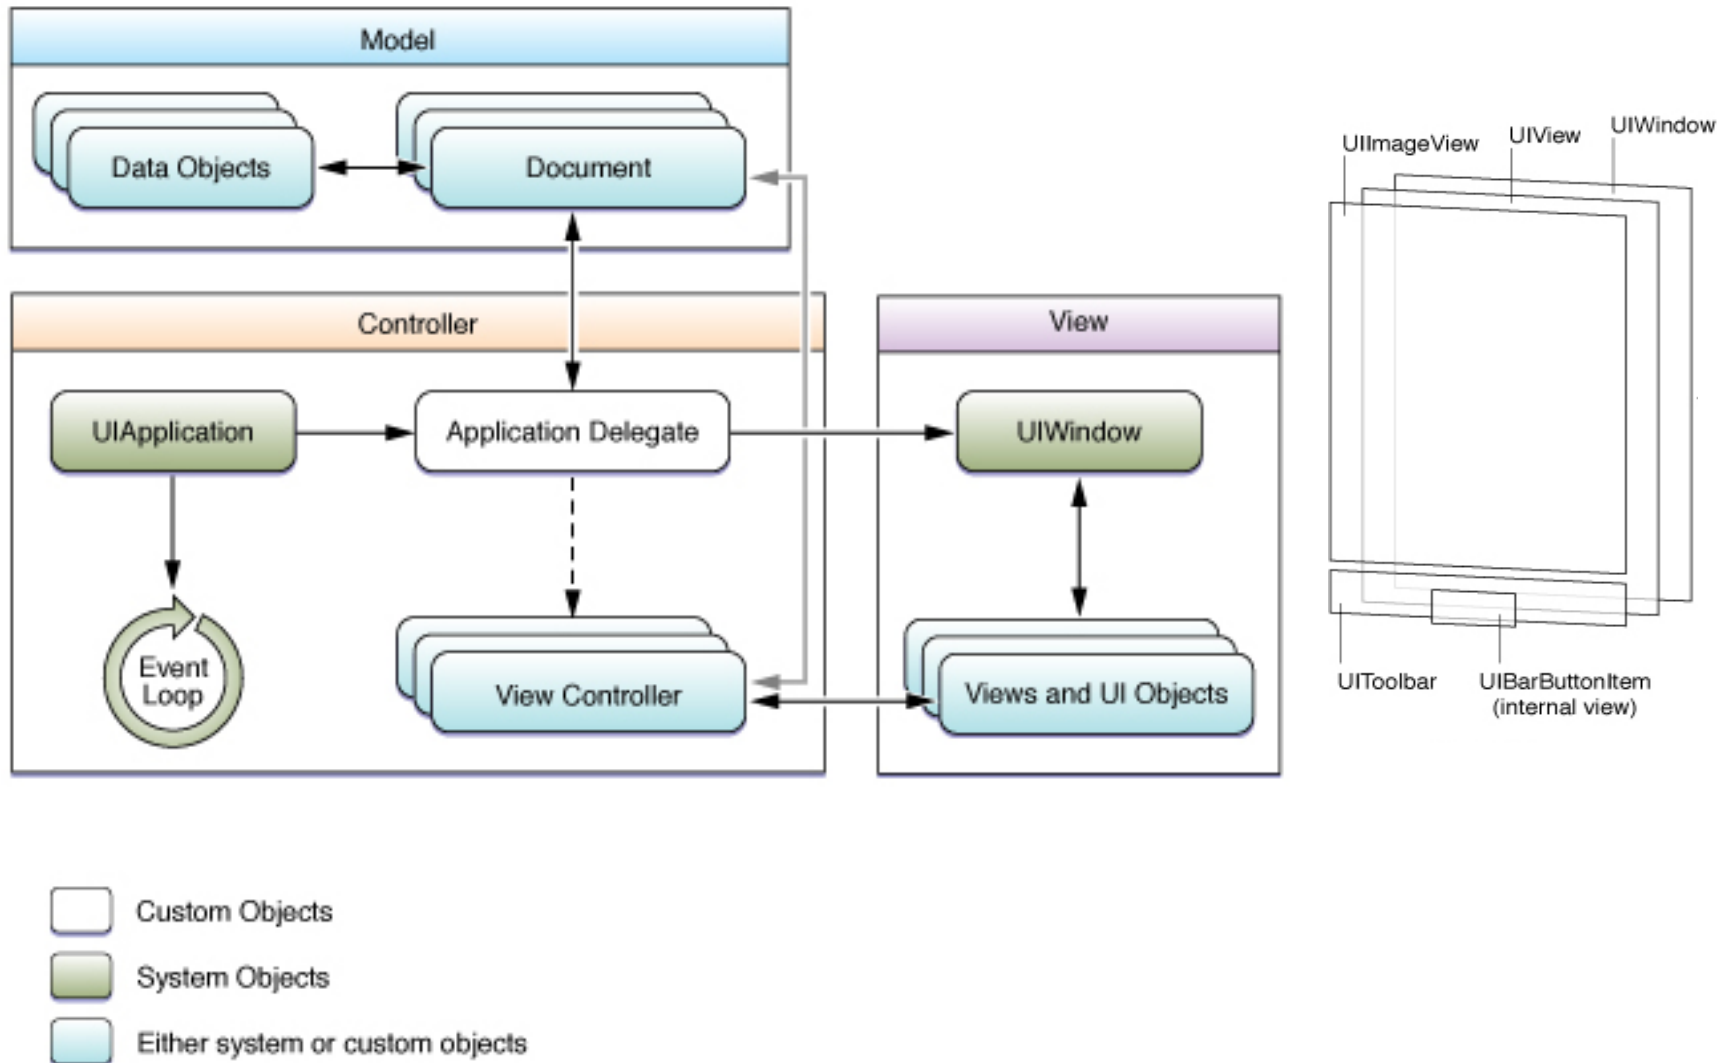 Model
Data Objects
Document
Controller
UIApplication
Application Delegate
Event
Loop
View Controller
View
UIWindow
Views and UI Objects
UIImageView
UIView
UIWindow
UIToolbar
UIBarButtonItem
(internal view)
Custom Objects
System Objects
Either system or custom objects